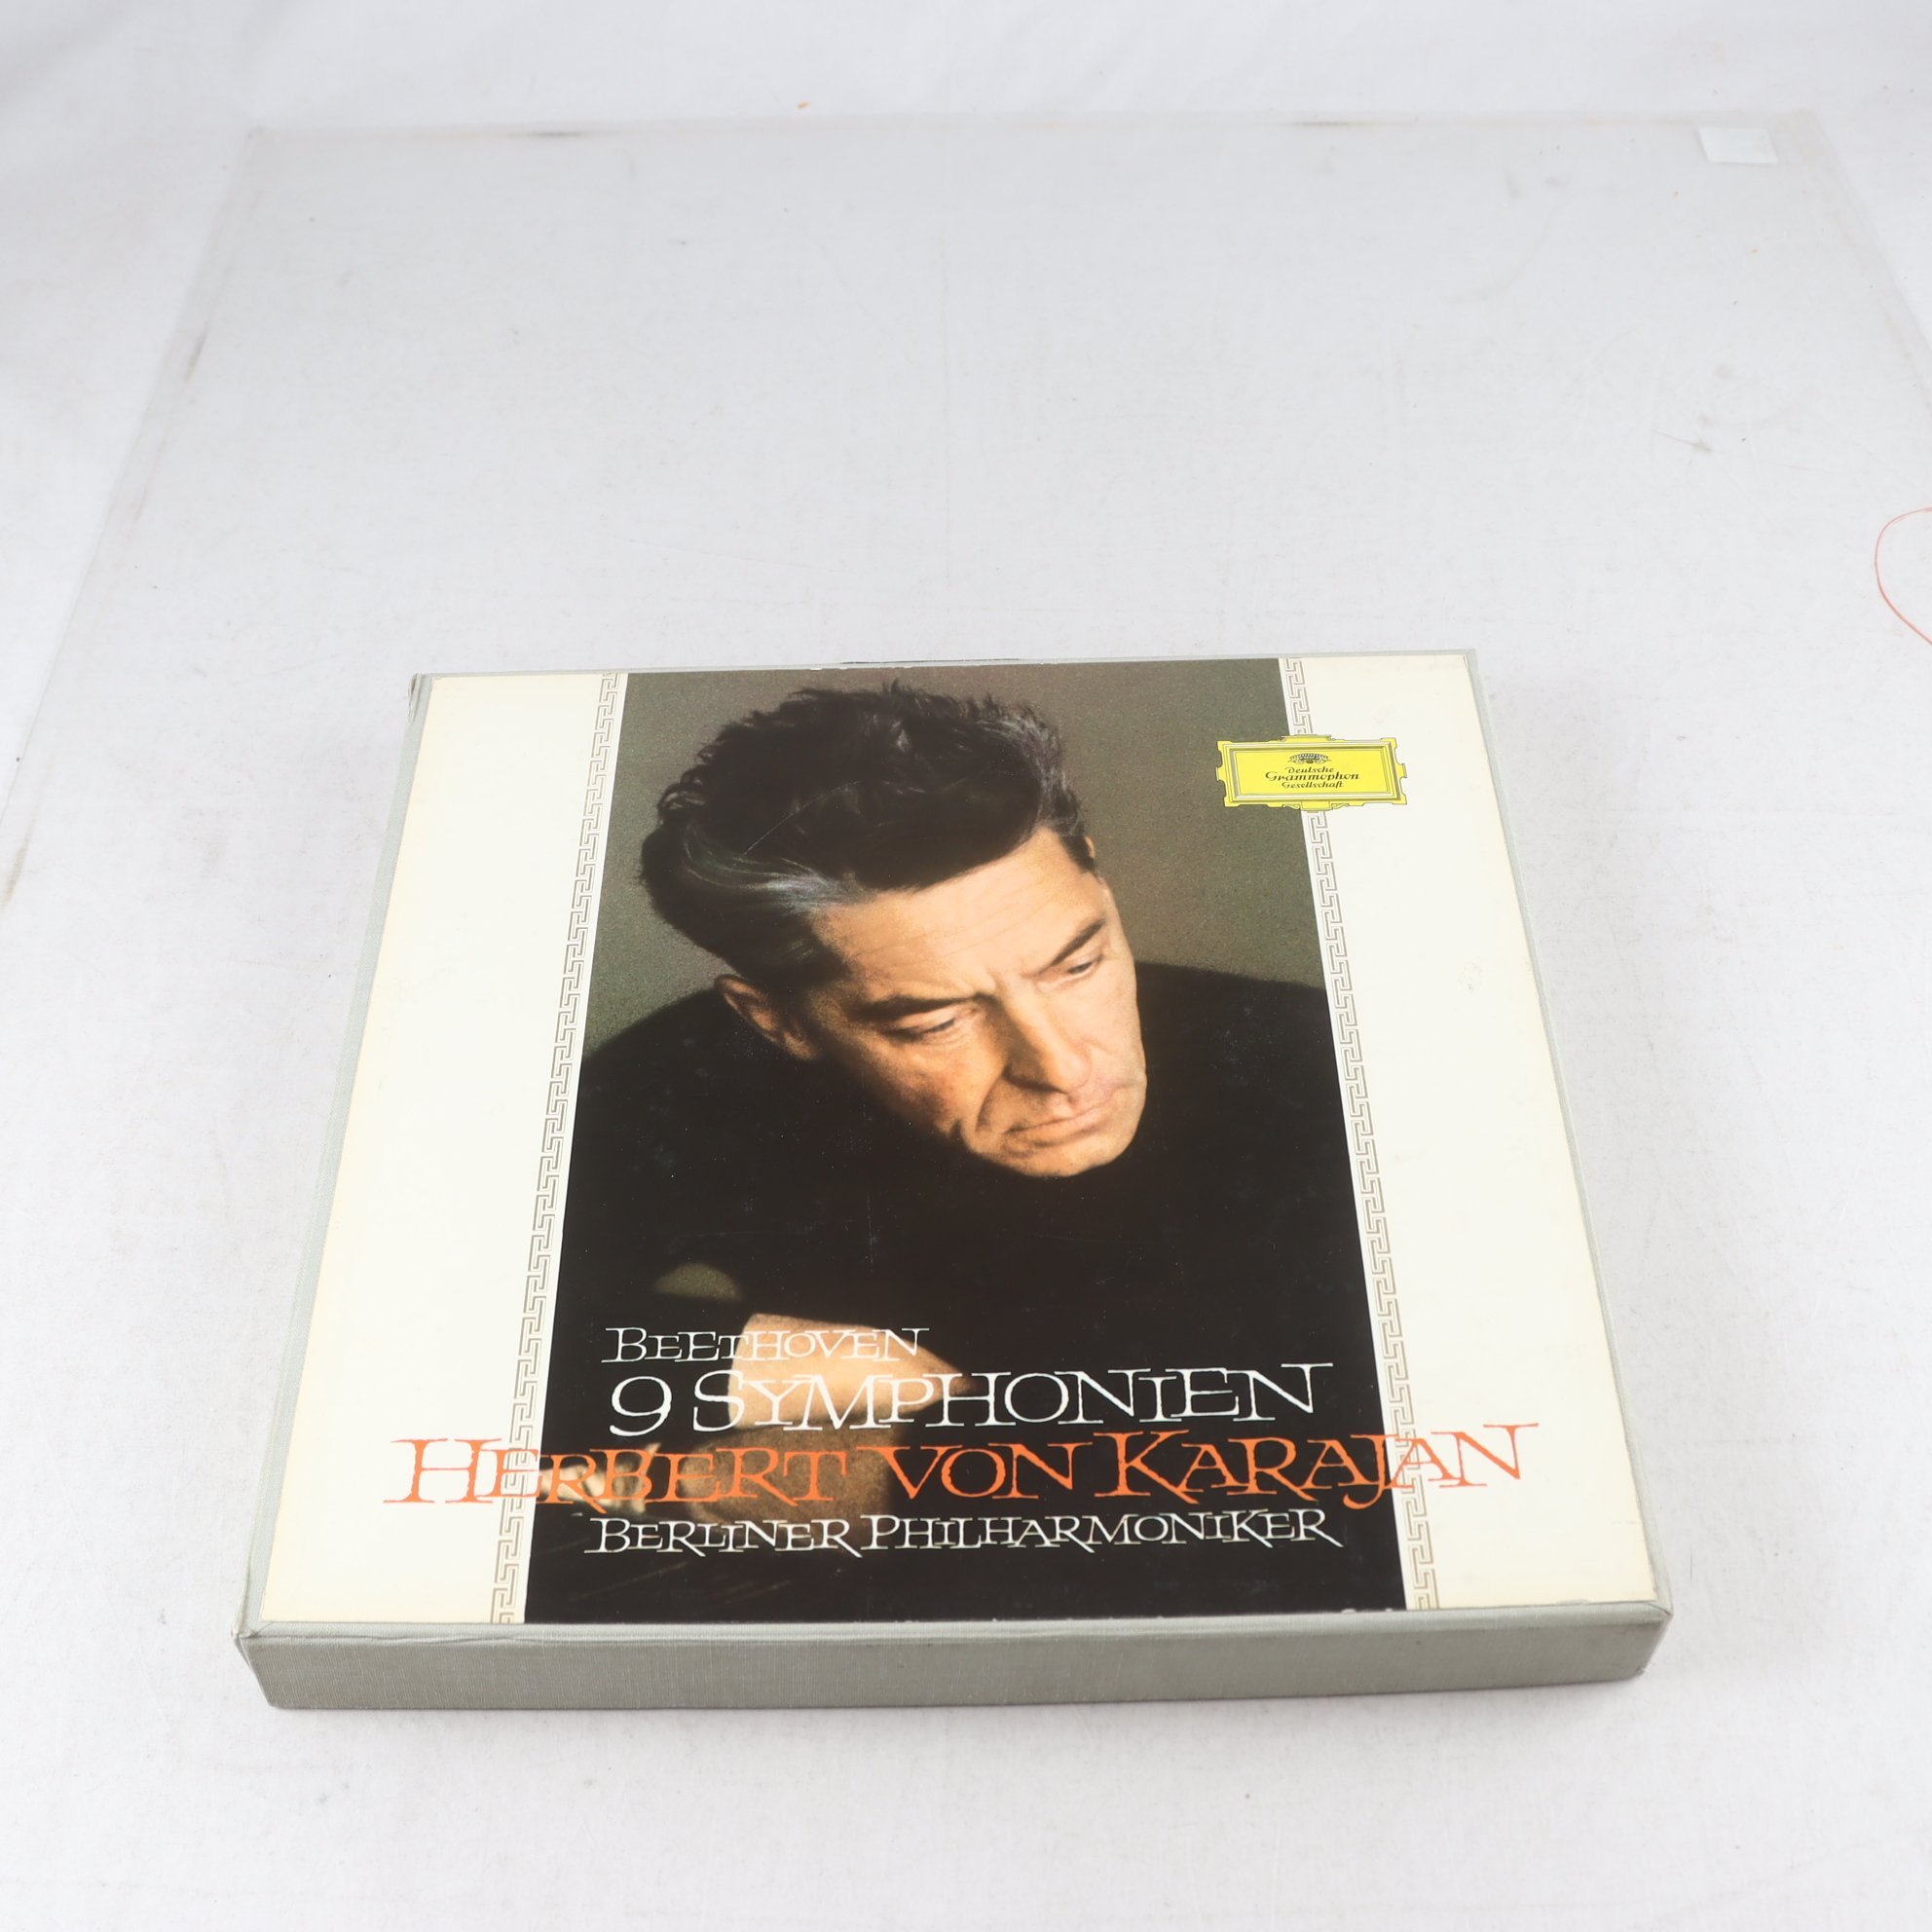 Deutsche
Grammophon
Gesellschaft
BEETHOVEN
9 SYMPHONIEN
HERBERT VON KARAJAN
BERLINER PHILHARMONIKER